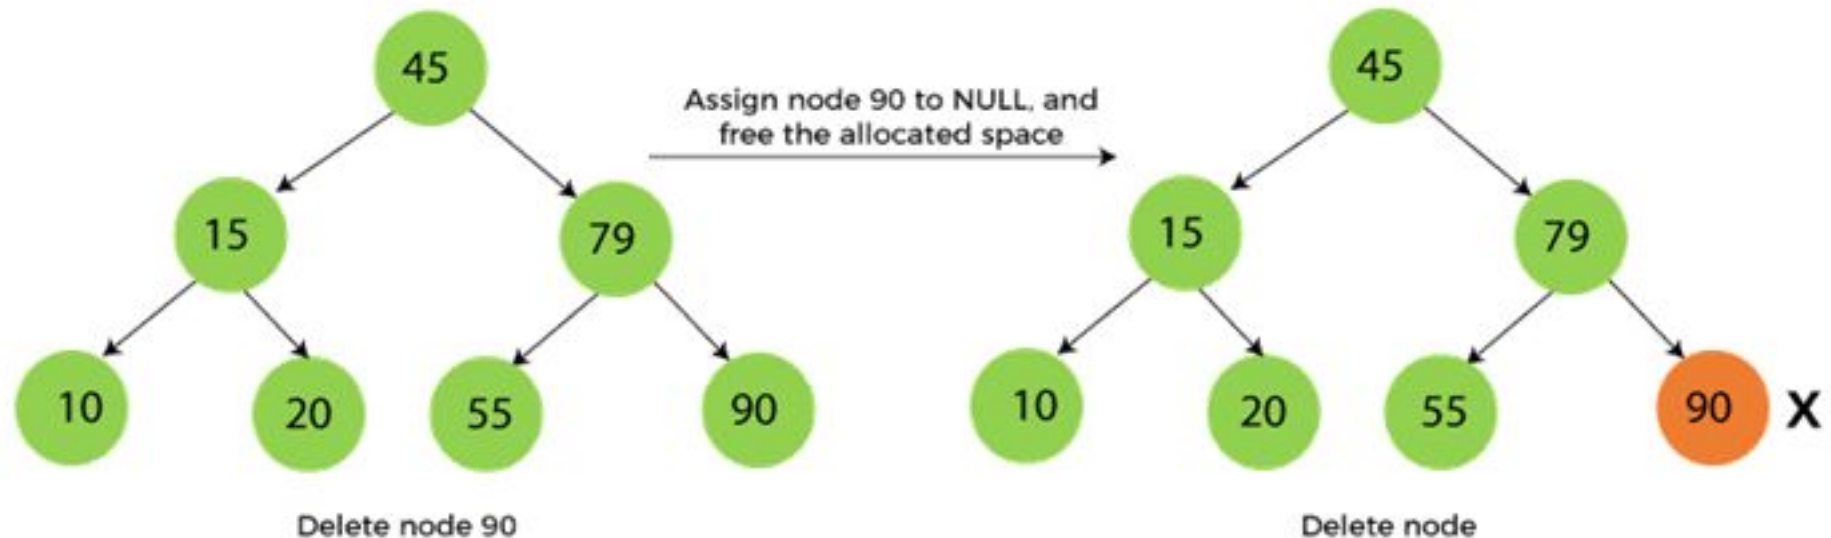 45
15
79
10
20
55
90
Delete node 90
Assign node 90 to NULL, and
free the allocated space
45
15
79
10
20
55
90
X
Delete node